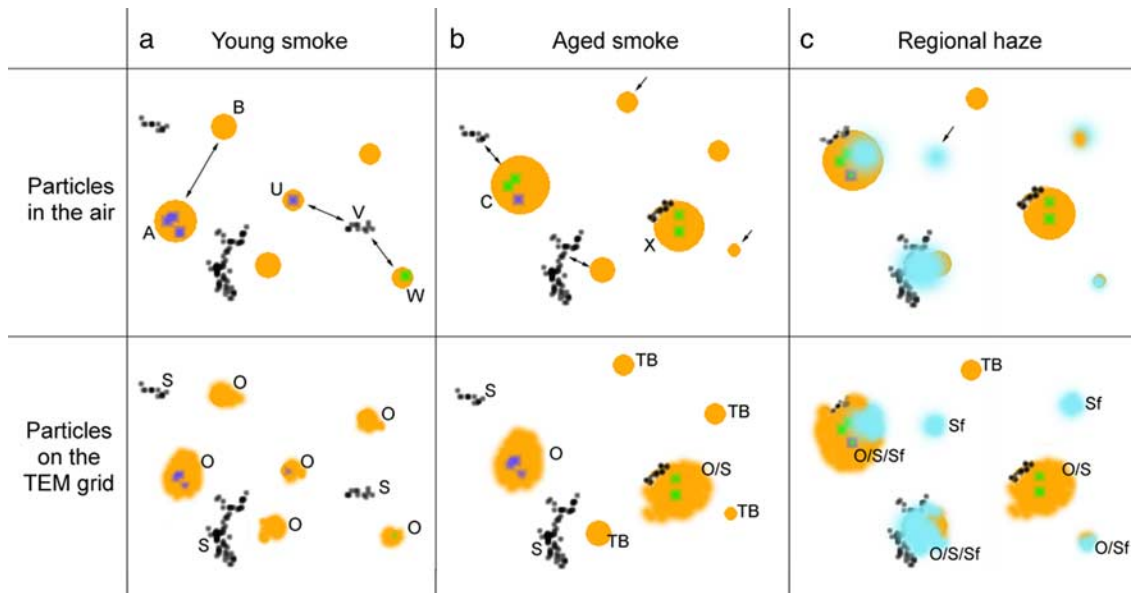 a Young smoke
b Aged smoke
c Regional haze
Particles
in the air
B
A
U
V
W
C
X
Particles
on the
TEM grid
S
O
O
O
O
S
S
O
O
S
TB
TB
O
O/S
TB
S
TB
TB
Sf
Sf
O/S/Sf
O/S
O/S/Sf
O/Sf